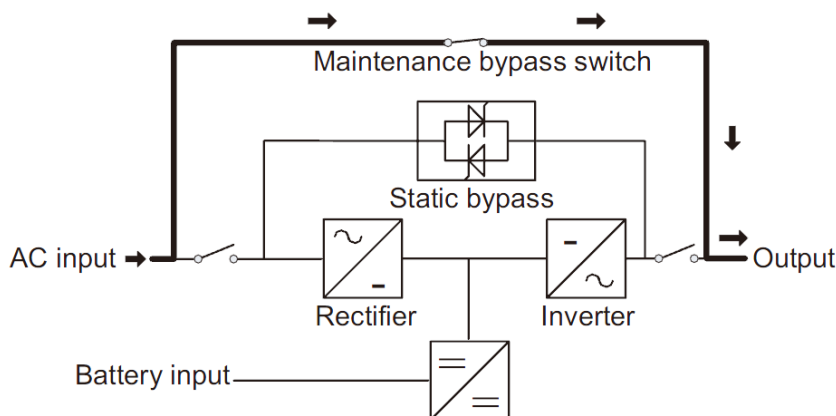 Maintenance bypass switch
Static bypass
AC input
Output
Rectifier
Inverter
Battery input